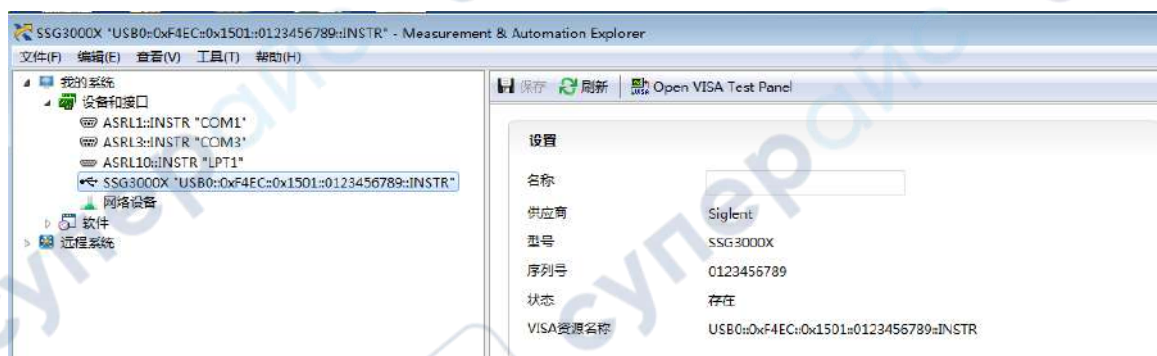 SSG3000X "USB0::0xF4EC::0x1501::0123456789::INSTR" - Measurement & Automation Explorer
文件(F) 编辑(E) 查看(V) 工具(T) 帮助(H)
我的系统
设备和接口
ASRL1::INSTR "COM1"
ASRL3::INSTR "COM3"
ASRL10::INSTR "LPT1"
SSG3000X "USB0::0xF4EC::0x1501::0123456789::INSTR"
网络设备
软件
远程系统
保存 刷新 Open VISA Test Panel
设置
名称
供应商 Siglent
型号 SSG3000X
序列号 0123456789
状态 存在
VISA资源名称 USB0::0xF4EC::0x1501::0123456789::INSTR
суперайс